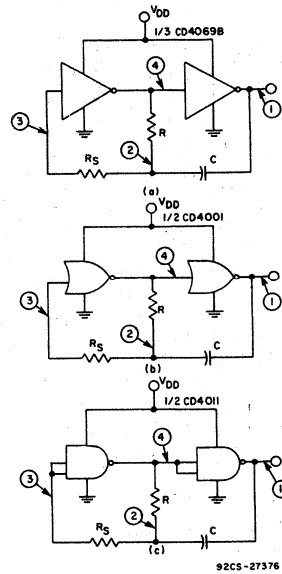 VDD
1/3 CD4069B
4
3
1
R
2
RS
C
(a)
VDD
1/2 CD4001
4
3
1
R
2
RS
C
(b)
VDD
1/2 CD4011
4
3
1
R
2
RS
C
(c)
92CS-27376